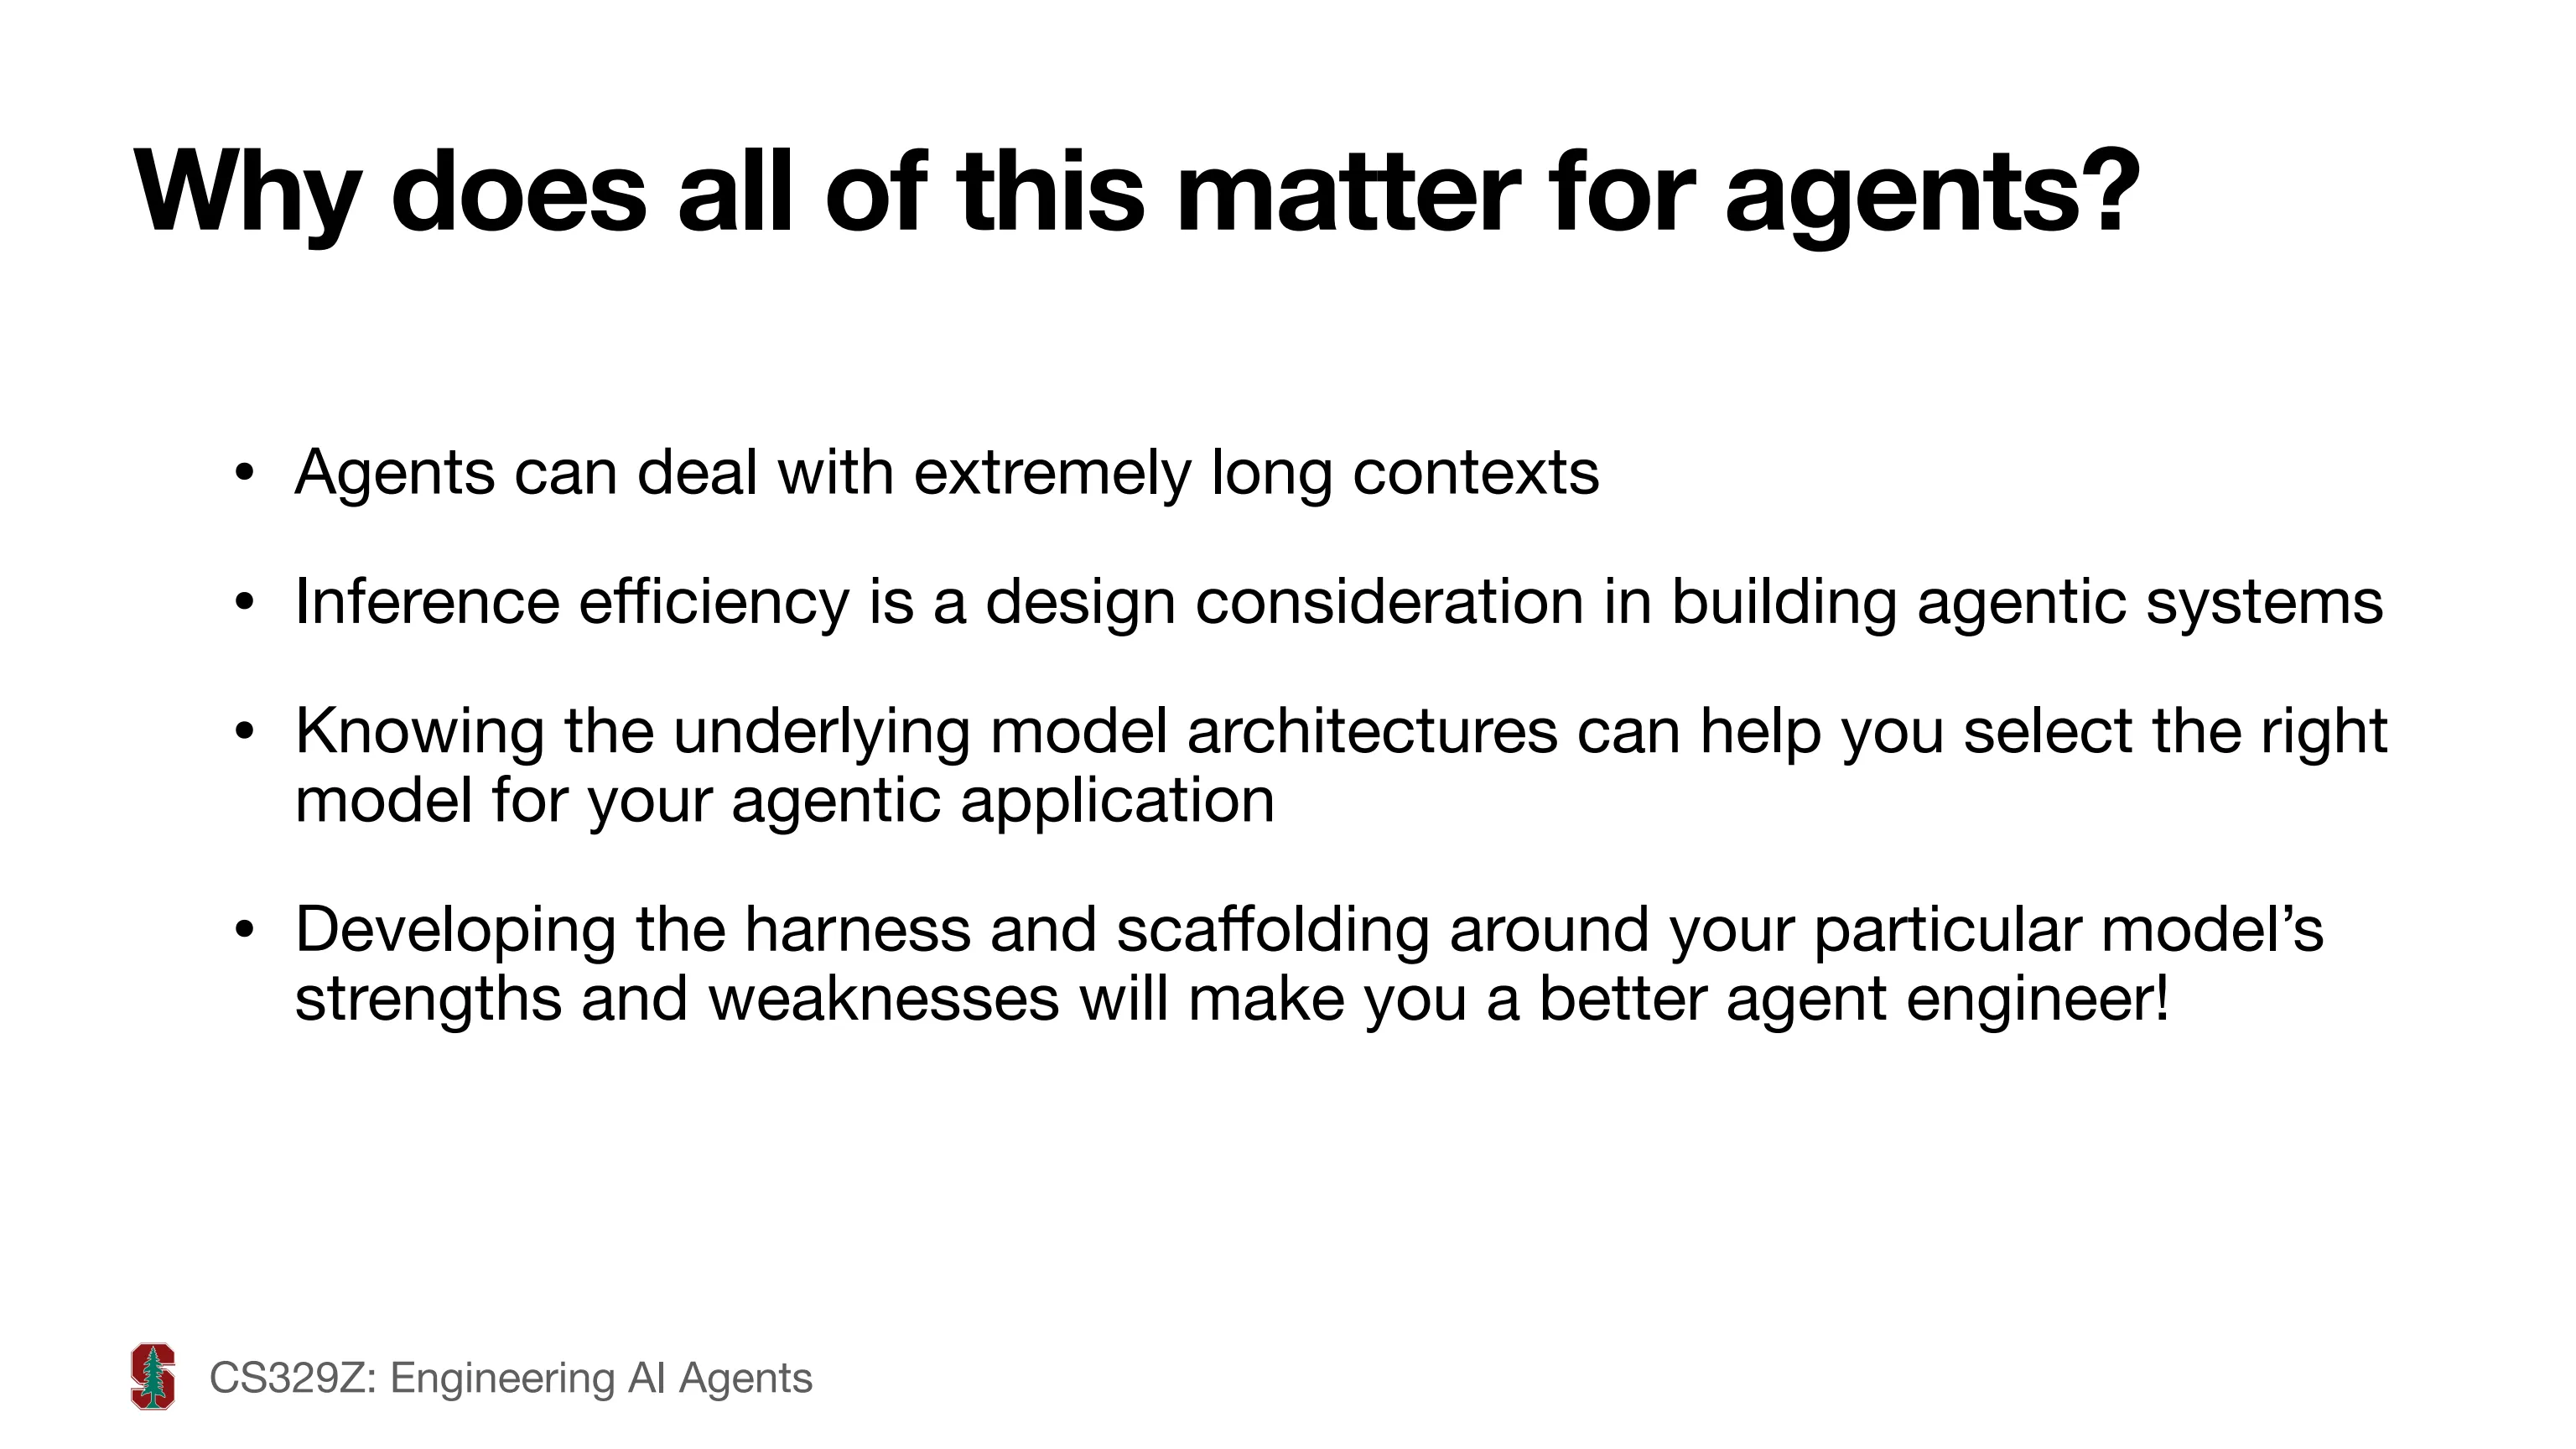 Why does all of this matter for agents?
• Agents can deal with extremely long contexts
• Inference efficiency is a design consideration in building agentic systems
• Knowing the underlying model architectures can help you select the right
model for your agentic application
• Developing the harness and scaffolding around your particular model’s
strengths and weaknesses will make you a better agent engineer!
CS329Z: Engineering AI Agents